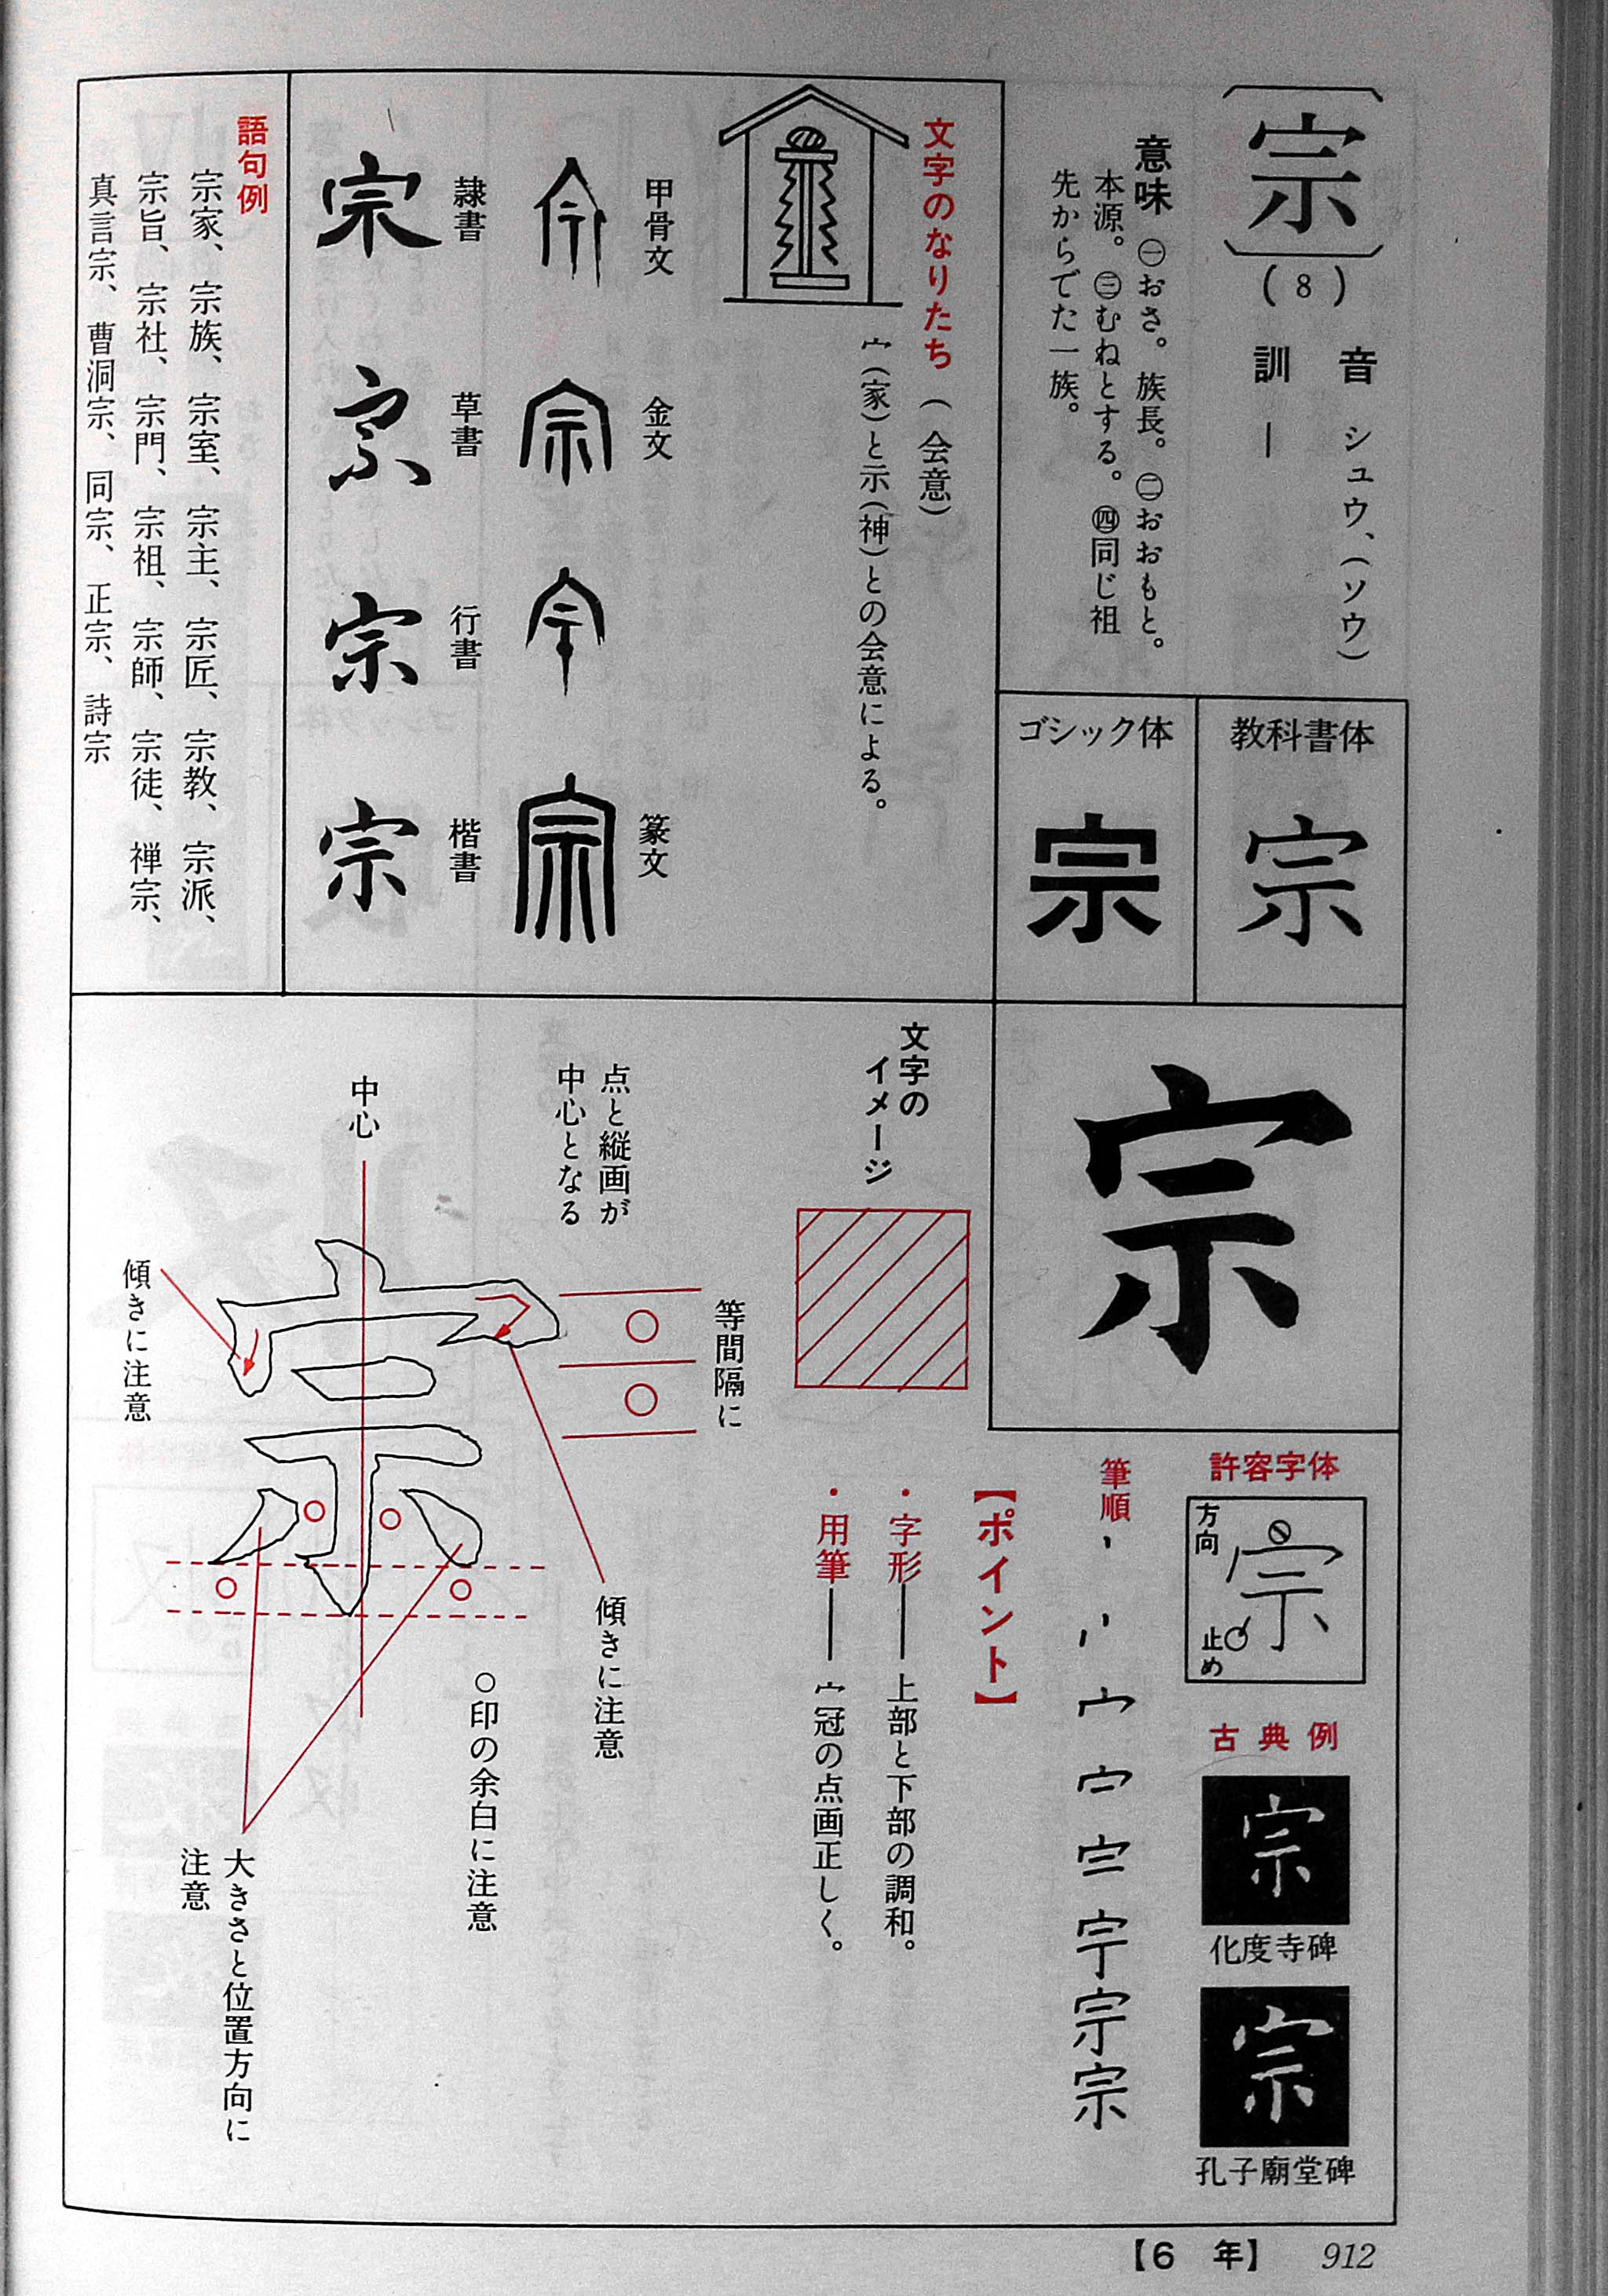 〔宗〕
(8)
音 シュウ、(ソウ)
訓 ―
意味 ㊀おさ。族長。㊁おおもと。
本源。㊂むねとする。㊃同じ祖
先からでた一族。
教科書体
宗
ゴシック体
宗
文字のなりたち (会意)
宀(家)と示(神)との会意による。
甲骨文
金文
篆文
隷書
宗
草書
宗
行書
宗
楷書
宗
語句例
宗家、宗族、宗室、宗主、宗匠、宗教、宗派、
宗旨、宗社、宗門、宗祖、宗師、宗徒、禅宗、
真言宗、曹洞宗、同宗、正宗、詩宗
宗
許容字体
方向
宗
止め
古典例
宗
化度寺碑
宗
孔子廟堂碑
筆順
【ポイント】
・字形――上部と下部の調和。
・用筆――宀冠の点画正しく。
文字の
イメージ
等間隔に
点と縦画が
中心となる
中心
傾きに注意
傾きに注意
○印の余白に注意
大きさと位置方向に
注意
【6 年】 912